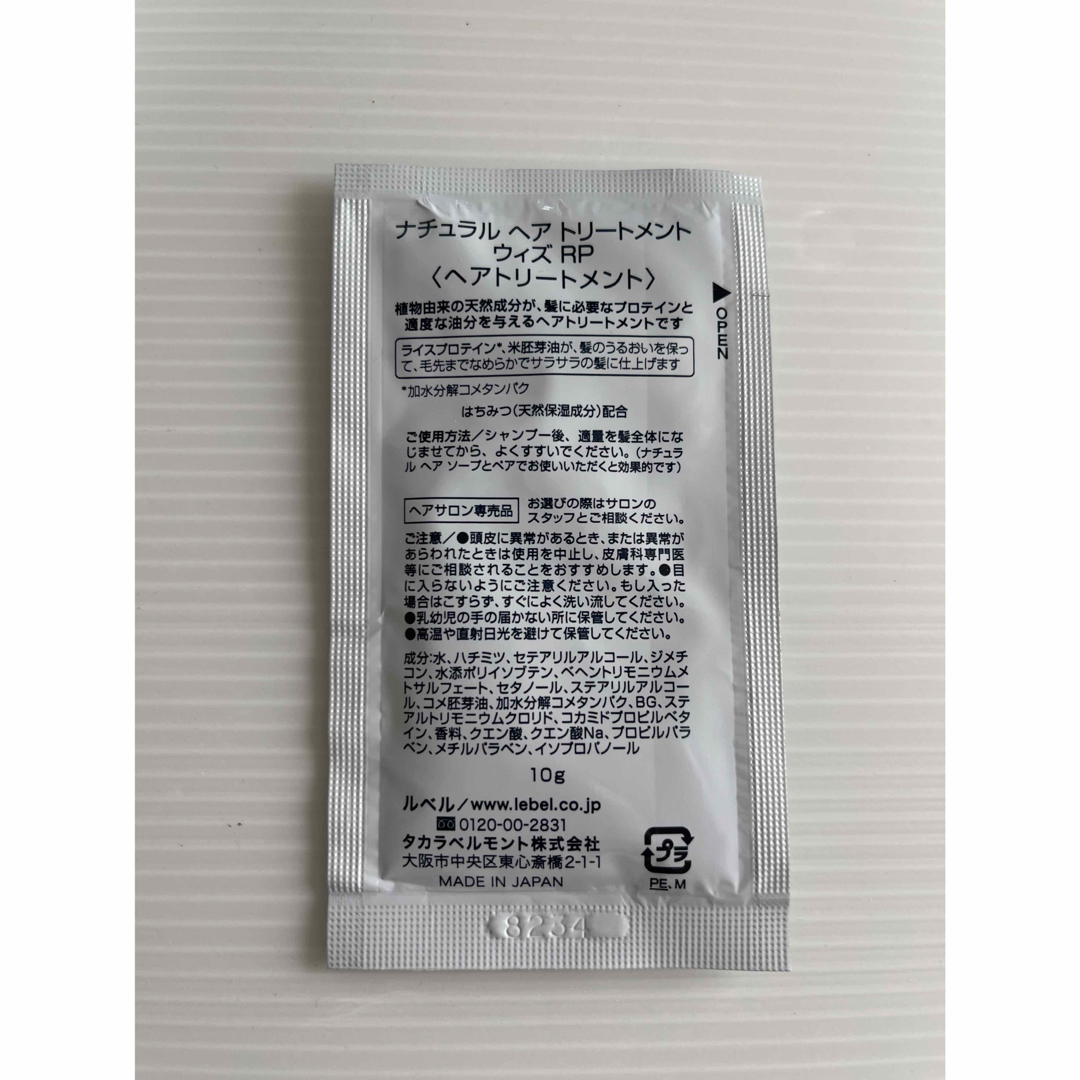 ナチュラル ヘア トリートメント
ウィズ RP
〈ヘアトリートメント〉
植物由来の天然成分が、髪に必要なプロテインと
適度な油分を与えるヘアトリートメントです
ライスプロテイン*、米胚芽油が、髪のうるおいを保っ
て、毛先までなめらかでサラサラの髪に仕上げます
*加水分解コメタンパク
はちみつ(天然保湿成分)配合
ご使用方法/シャンプー後、適量を髪全体にな
じませてから、よくすすいでください。(ナチュラ
ル ヘア ソープとペアでお使いいただくと効果的です)
ヘアサロン専売品
お選びの際はサロンの
スタッフとご相談ください。
ご注意/●頭皮に異常があるとき、または異常が
あらわれたときは使用を中止し、皮膚科専門医
等にご相談されることをおすすめします。●目
に入らないようにご注意ください。もし入った
場合はこすらず、すぐによく洗い流してください。
●乳幼児の手の届かない所に保管してください。
●高温や直射日光を避けて保管してください。
成分:水、ハチミツ、セテアリルアルコール、ジメチ
コン、水添ポリイソブテン、ベヘントリモニウムメ
トサルフェート、セタノール、ステアリルアルコー
ル、コメ胚芽油、加水分解コメタンパク、BG、ステ
アルトリモニウムクロリド、コカミドプロピルベタ
イン、香料、クエン酸、クエン酸Na、プロピルパラ
ベン、メチルパラベン、イソプロパノール
10g
ルベル/www.lebel.co.jp
0120-00-2831
タカラベルモント株式会社
大阪市中央区東心斎橋2-1-1
MADE IN JAPAN
プラ
PE、M
OPEN
8234